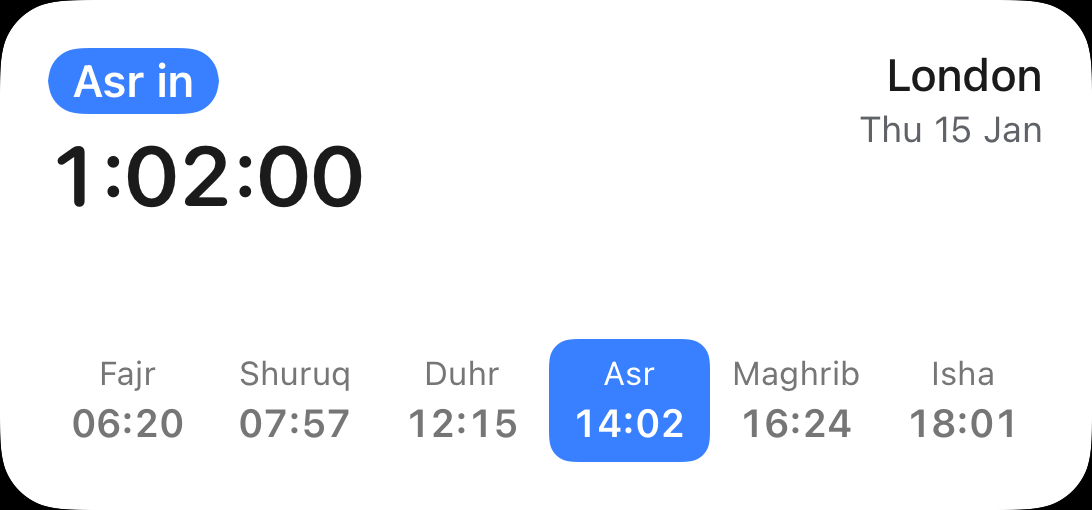 Asr in
1:02:00
London
Thu 15 Jan
Fajr Shuruq Duhr Asr Maghrib Isha
06:20 07:57 12:15 14:02 16:24 18:01